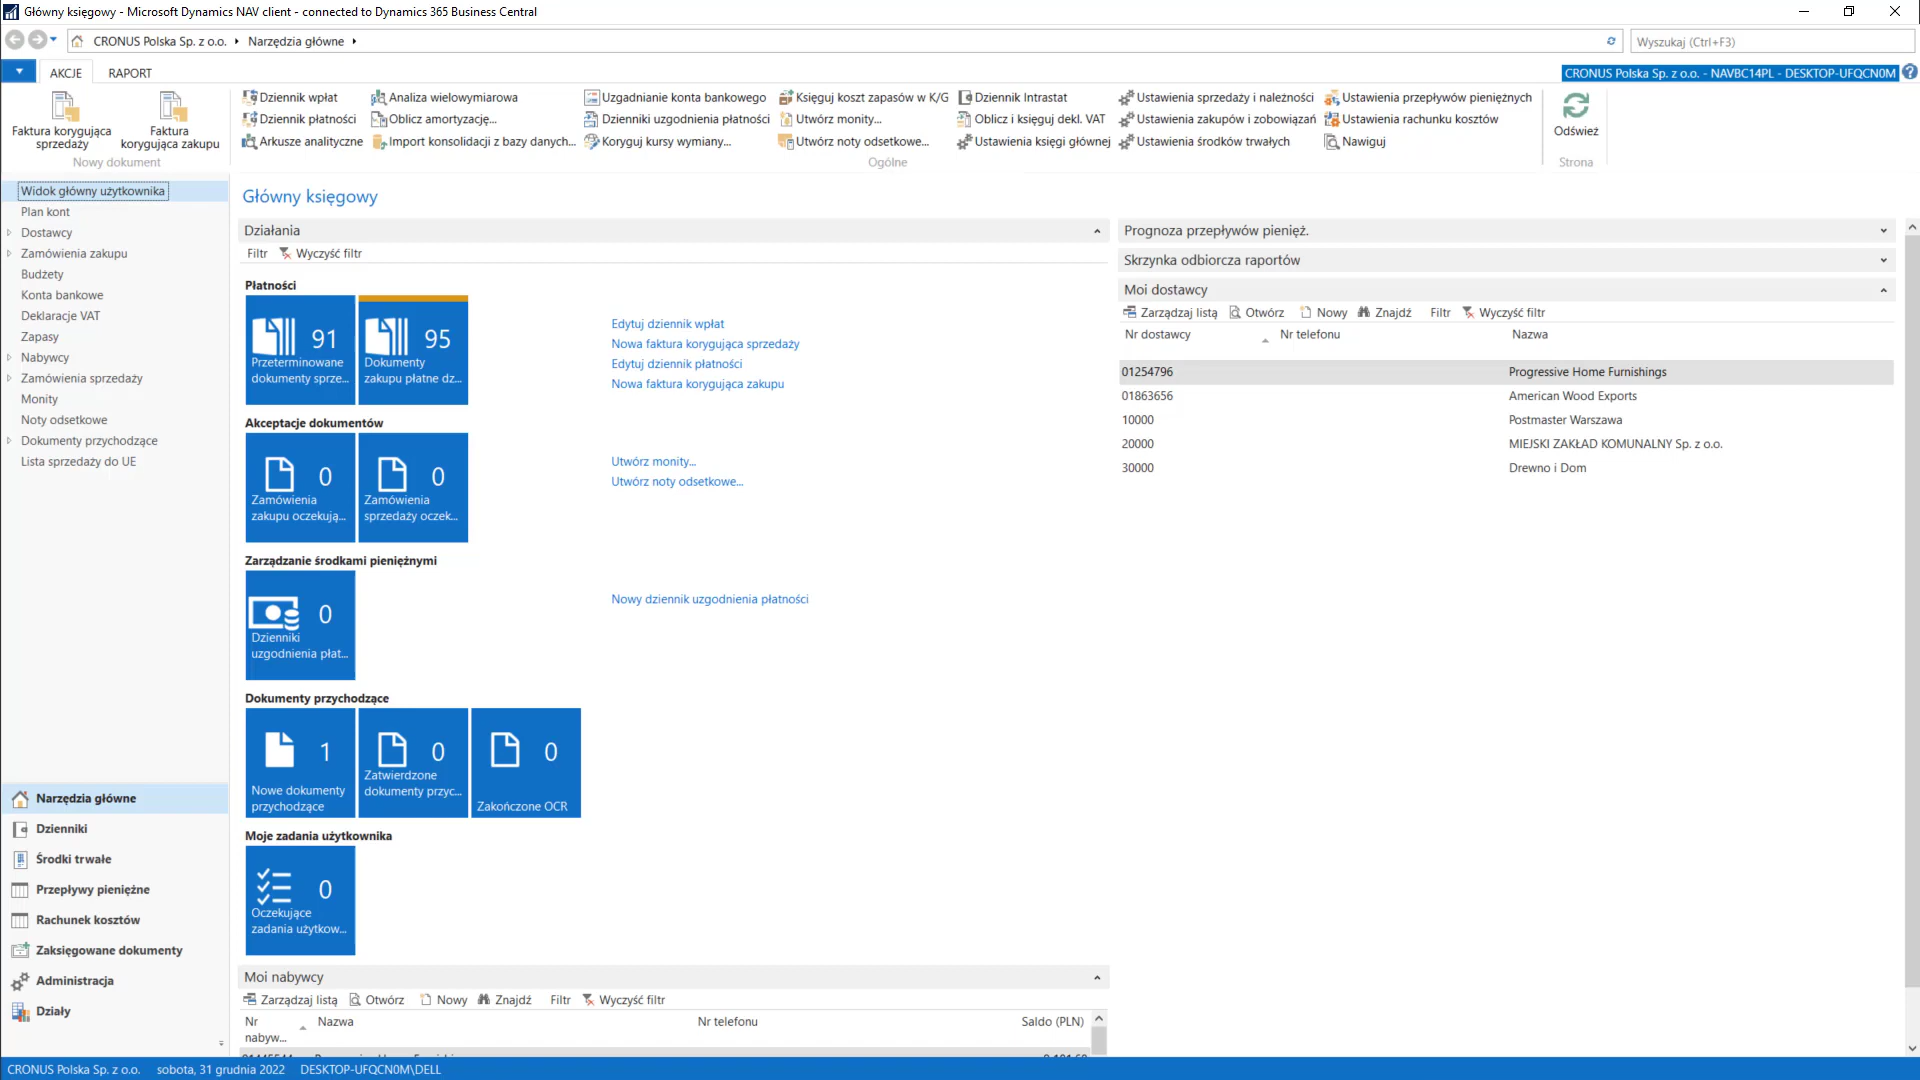 Główny księgowy - Microsoft Dynamics NAV client - connected to Dynamics 365 Business Central
CRONUS Polska Sp. z o.o.
Narzędzia główne
Wyszukaj (Ctrl+F3)
AKCJE
RAPORT
CRONUS Polska Sp. z o.o. - NAVBC14PL - DESKTOP-UFQCN0M
Faktura korygująca sprzedaży
Faktura korygująca zakupu
Nowy dokument
Dziennik wpłat
Dziennik płatności
Arkusze analityczne
Analiza wielowymiarowa
Oblicz amortyzację...
Import konsolidacji z bazy danych...
Uzgadnianie konta bankowego
Dzienniki uzgodnienia płatności
Koryguj kursy wymiany...
Księguj koszt zapasów w K/G
Utwórz monity...
Utwórz noty odsetkowe...
Dziennik Intrastat
Oblicz i księguj dekl. VAT
Ustawienia księgi głównej
Ustawienia sprzedaży i należności
Ustawienia zakupów i zobowiązań
Ustawienia środków trwałych
Ustawienia przepływów pieniężnych
Ustawienia rachunku kosztów
Nawiguj
Ogólne
Odśwież
Strona
Widok główny użytkownika
Plan kont
Dostawcy
Zamówienia zakupu
Budżety
Konta bankowe
Deklaracje VAT
Zapasy
Nabywcy
Zamówienia sprzedaży
Monity
Noty odsetkowe
Dokumenty przychodzące
Lista sprzedaży do UE
Narzędzia główne
Dzienniki
Środki trwałe
Przepływy pieniężne
Rachunek kosztów
Zaksięgowane dokumenty
Administracja
Działy
Główny księgowy
Działania
Filtr
Wyczyść filtr
Płatności
91
Przeterminowane
dokumenty sprze...
95
Dokumenty
zakupu płatne dz...
Edytuj dziennik wpłat
Nowa faktura korygująca sprzedaży
Edytuj dziennik płatności
Nowa faktura korygująca zakupu
Akceptacje dokumentów
0
Zamówienia
zakupu oczekują...
0
Zamówienia
sprzedaży oczek...
Utwórz monity...
Utwórz noty odsetkowe...
Zarządzanie środkami pieniężnymi
0
Dzienniki
uzgodnienia płat...
Nowy dziennik uzgodnienia płatności
Dokumenty przychodzące
1
Nowe dokumenty
przychodzące
0
Zatwierdzone
dokumenty przyc...
0
Zakończone OCR
Moje zadania użytkownika
0
Oczekujące
zadania użytkow...
Moi nabywcy
Zarządzaj listą
Otwórz
Nowy
Znajdź
Filtr
Wyczyść filtr
Nr nabyw...
Nazwa
Nr telefonu
Saldo (PLN)
Prognoza przepływów pienięż.
Skrzynka odbiorcza raportów
Moi dostawcy
Zarządzaj listą
Otwórz
Nowy
Znajdź
Filtr
Wyczyść filtr
Nr dostawcy
Nr telefonu
Nazwa
01254796 Progressive Home Furnishings
01863656 American Wood Exports
10000 Postmaster Warszawa
20000 MIEJSKI ZAKŁAD KOMUNALNY Sp. z o.o.
30000 Drewno i Dom
CRONUS Polska Sp. z o.o.
sobota, 31 grudnia 2022
DESKTOP-UFQCN0M\DELL